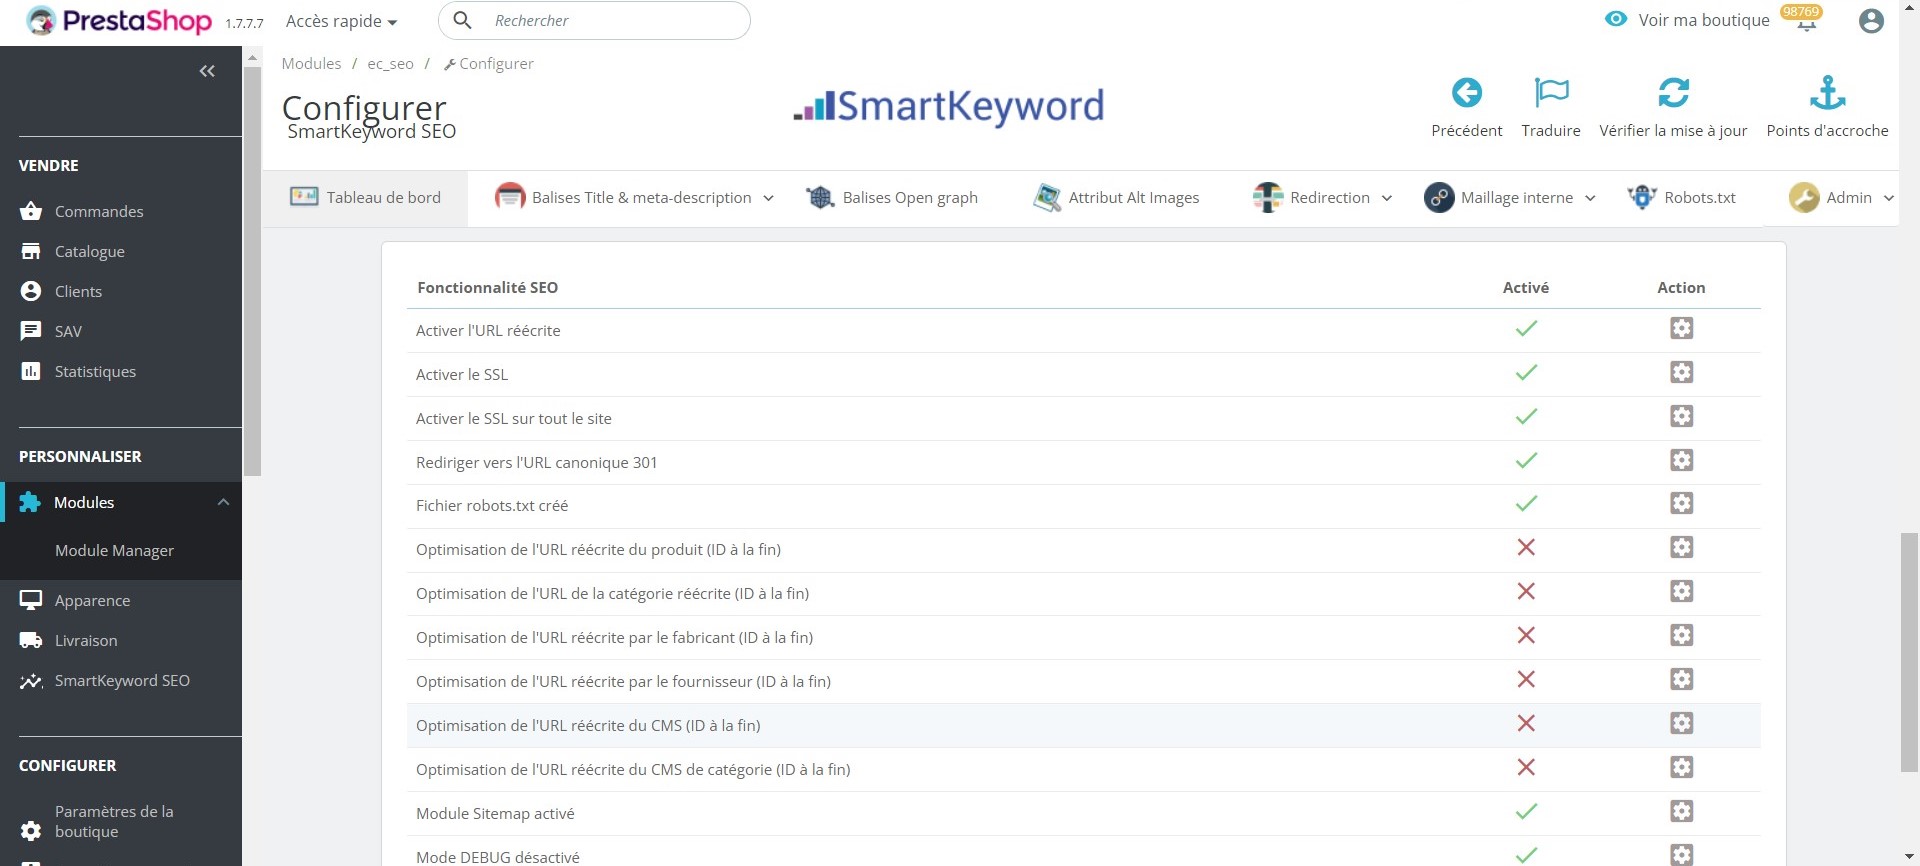 PrestaShop 1.7.7.7 Accès rapide Rechercher Voir ma boutique 98769
Modules / ec_seo / Configurer
Configurer
SmartKeyword SEO
SmartKeyword
Précédent Traduire Vérifier la mise à jour Points d'accroche
Tableau de bord Balises Title & meta-description Balises Open graph Attribut Alt Images Redirection Maillage interne Robots.txt Admin
VENDRE
Commandes
Catalogue
Clients
SAV
Statistiques
PERSONNALISER
Modules
Module Manager
Apparence
Livraison
SmartKeyword SEO
CONFIGURER
Paramètres de la
boutique
Fonctionnalité SEO Activé Action
Activer l'URL réécrite
Activer le SSL
Activer le SSL sur tout le site
Rediriger vers l'URL canonique 301
Fichier robots.txt créé
Optimisation de l'URL réécrite du produit (ID à la fin)
Optimisation de l'URL de la catégorie réécrite (ID à la fin)
Optimisation de l'URL réécrite par le fabricant (ID à la fin)
Optimisation de l'URL réécrite par le fournisseur (ID à la fin)
Optimisation de l'URL réécrite du CMS (ID à la fin)
Optimisation de l'URL réécrite du CMS de catégorie (ID à la fin)
Module Sitemap activé
Mode DEBUG désactivé